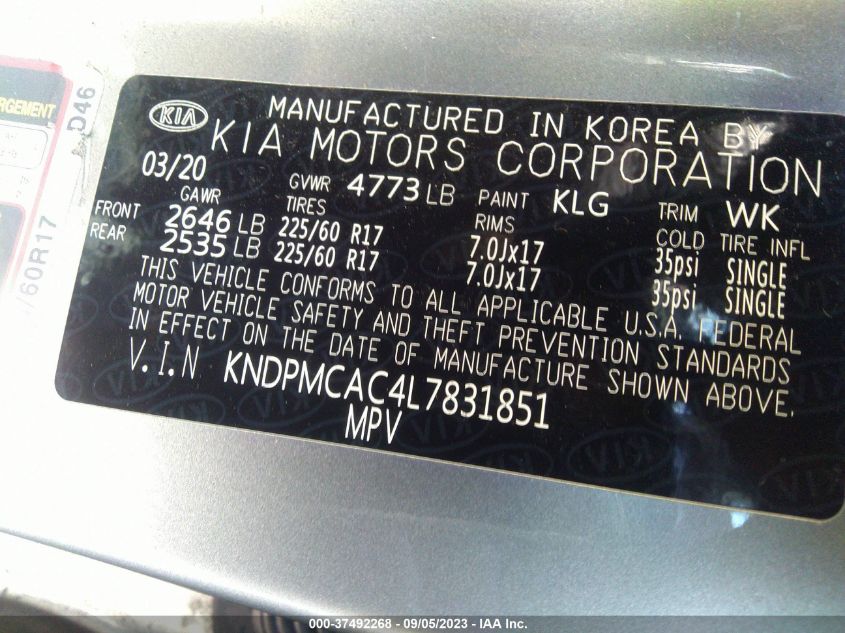 RGEMENT
D46
/60R17
KIA MANUFACTURED IN KOREA BY
KIA MOTORS CORPORATION
03/20 GVWR 4773 LB PAINT KLG TRIM WK
GAWR TIRES RIMS COLD TIRE INFL
FRONT 2646 LB 225/60 R17 7.0Jx17 35psi SINGLE
REAR 2535 LB 225/60 R17 7.0Jx17 35psi SINGLE
THIS VEHICLE CONFORMS TO ALL APPLICABLE U.S.A. FEDERAL
MOTOR VEHICLE SAFETY AND THEFT PREVENTION STANDARDS
IN EFFECT ON THE DATE OF MANUFACTURE SHOWN ABOVE.
V.I.N KNDPMCAC4L7831851
MPV
000-37492268 - 09/05/2023 - IAA Inc.